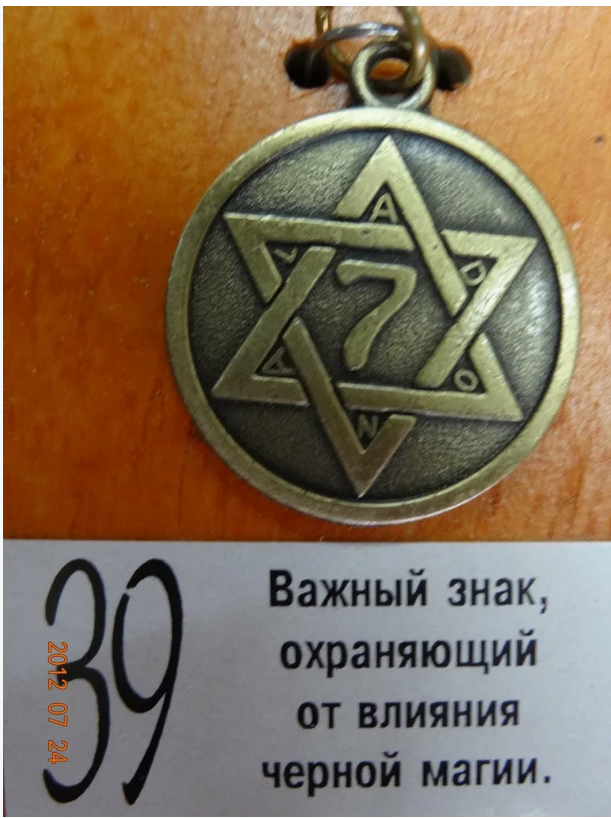 A
D
O
N
A
I
7
39
Важный знак,
охраняющий
от влияния
черной магии.
2012 07 24